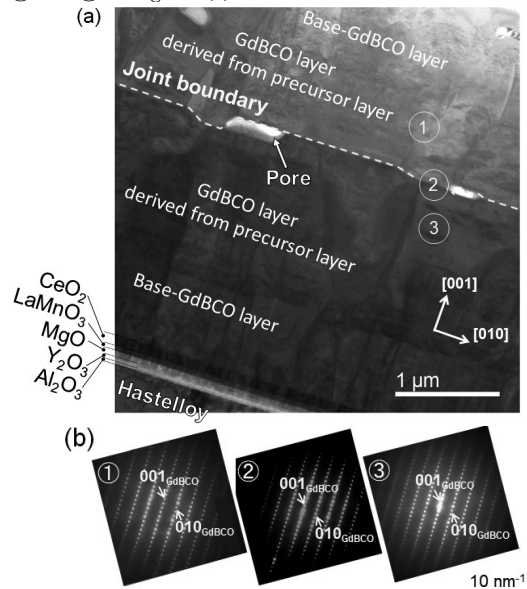 (a)
Base-GdBCO layer
GdBCO layer
derived from precursor layer
Joint boundary
1
Pore
2
GdBCO layer
derived from precursor layer
3
Base-GdBCO layer
[001]
[010]
CeO₂
LaMnO₃
MgO
Y₂O₃
Al₂O₃
Hastelloy
1 μm
(b)
① 001GdBCO
010GdBCO
② 001GdBCO
010GdBCO
③ 001GdBCO
010GdBCO
10 nm⁻¹